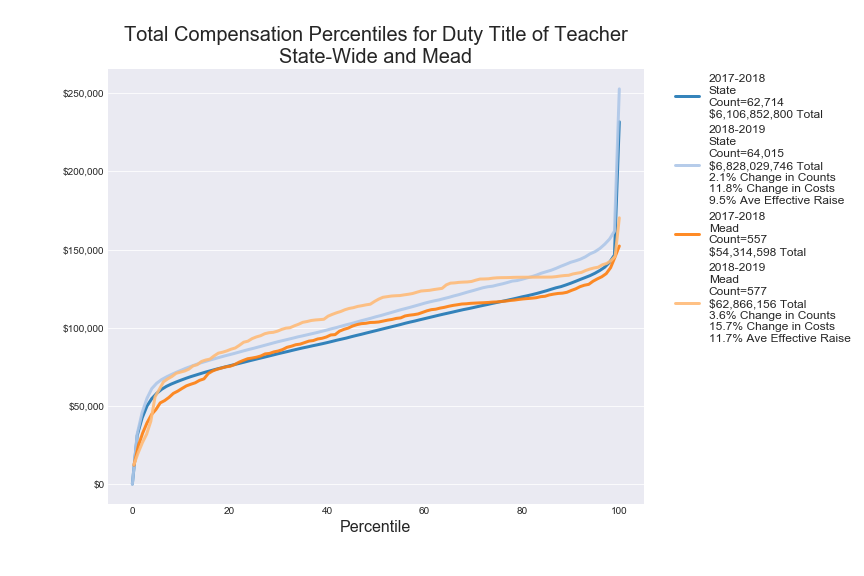 Total Compensation Percentiles for Duty Title of Teacher
State-Wide and Mead
$250,000
$200,000
$150,000
$100,000
$50,000
$0
0
20
40
60
80
100
Percentile
2017-2018
State
Count=62,714
$6,106,852,800 Total
2018-2019
State
Count=64,015
$6,828,029,746 Total
2.1% Change in Counts
11.8% Change in Costs
9.5% Ave Effective Raise
2017-2018
Mead
Count=557
$54,314,598 Total
2018-2019
Mead
Count=577
$62,866,156 Total
3.6% Change in Counts
15.7% Change in Costs
11.7% Ave Effective Raise